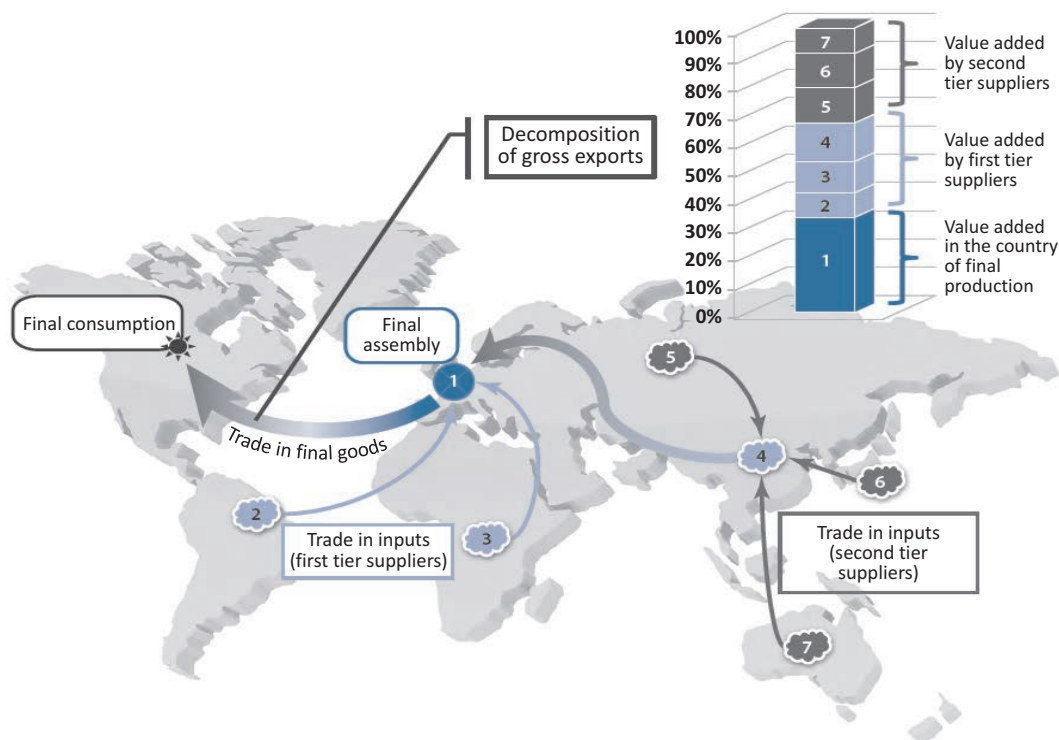 100%
90%
80%
70%
60%
50%
40%
30%
20%
10%
0%
7
6
5
4
3
2
1
Value added
by second
tier suppliers
Value added
by first tier
suppliers
Value added
in the country
of final
production
Decomposition
of gross exports
Final consumption
Final
assembly
1
Trade in final goods
2
3
Trade in inputs
(first tier suppliers)
5
4
6
Trade in inputs
(second tier
suppliers)
7